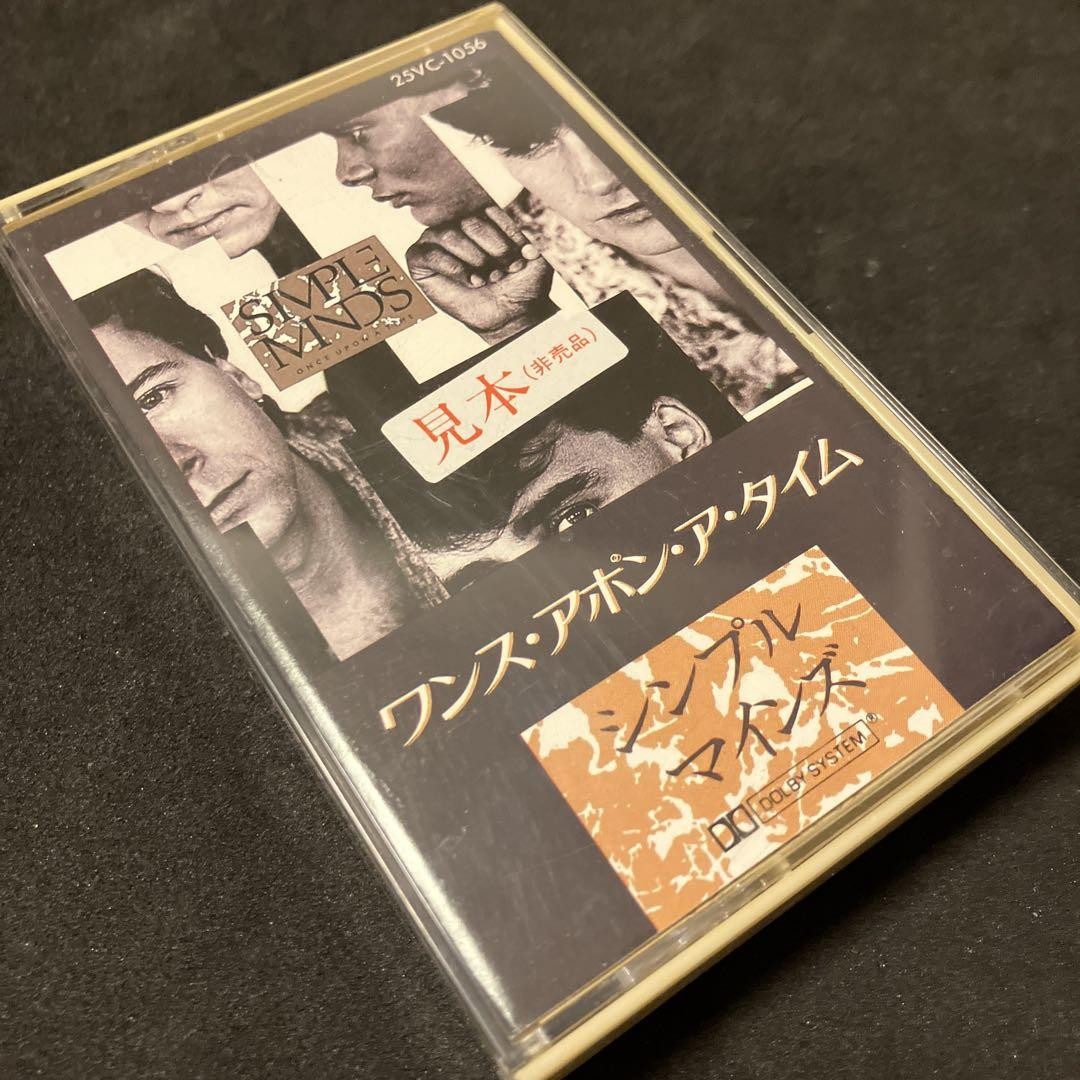 25VC-1056
SIMPLE
MINDS
ONCE UPON A TIME
見本(非売品)
ワンス・アポン・ア・タイム
シンプル
マインズ
DOLBY SYSTEM®